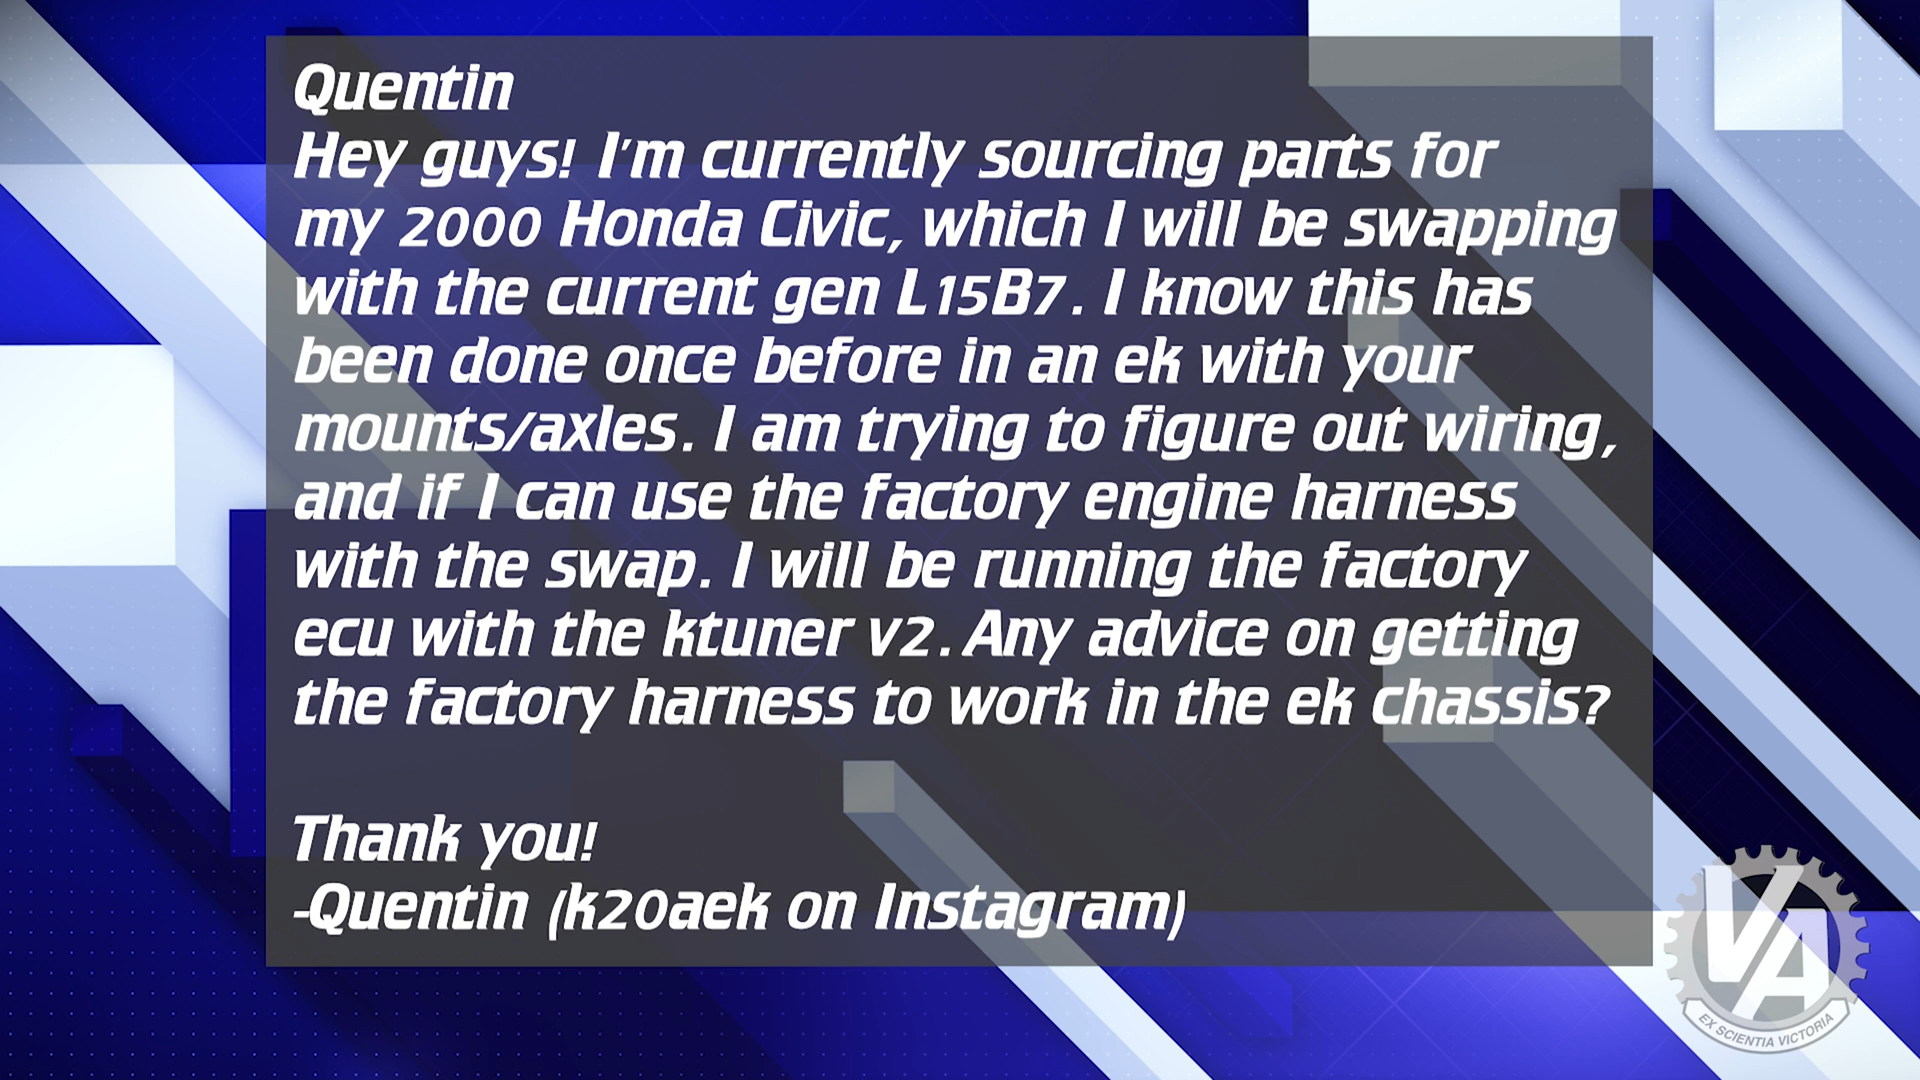 Quentin
Hey guys! I'm currently sourcing parts for
my 2000 Honda Civic, which I will be swapping
with the current gen L15B7. I know this has
been done once before in an ek with your
mounts/axles. I am trying to figure out wiring,
and if I can use the factory engine harness
with the swap. I will be running the factory
ecu with the ktuner v2. Any advice on getting
the factory harness to work in the ek chassis?
Thank you!
-Quentin (k20aek on Instagram)
VA
EX SCIENTIA VICTORIA